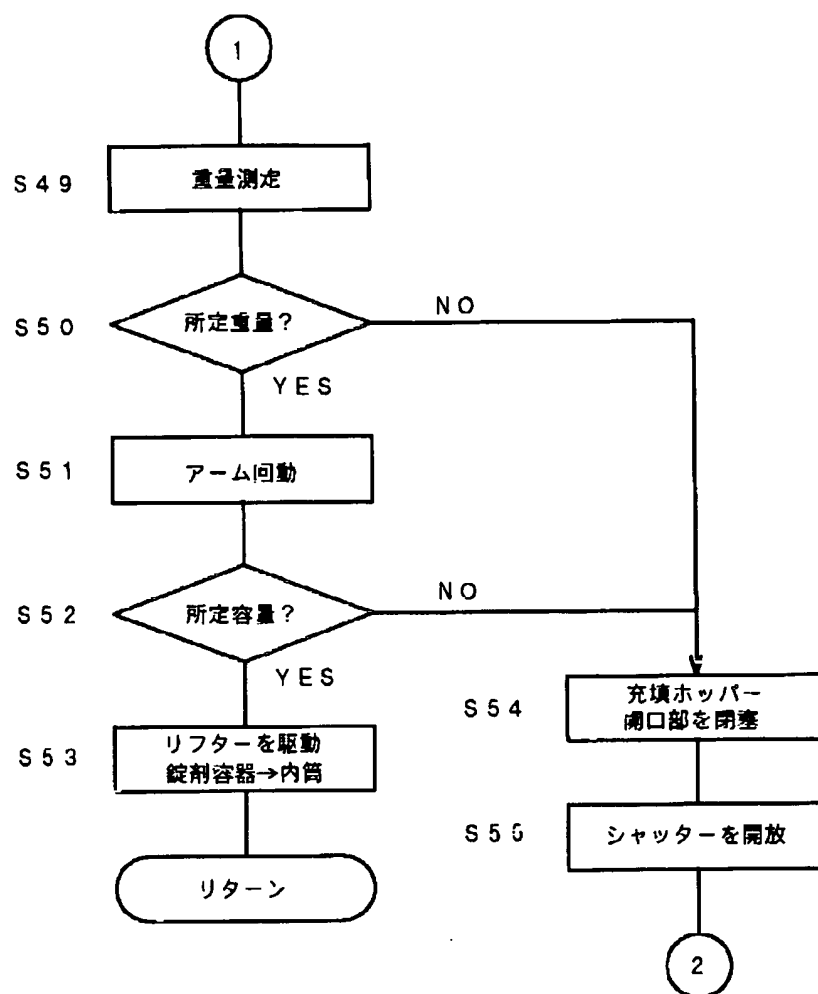 1
S49
重量測定
S50
所定重量?
NO
YES
S51
アーム回動
S52
所定容量?
NO
YES
S53
リフターを駆動
錠剤容器→内筒
リターン
S54
充填ホッパー
開口部を閉塞
S55
シャッターを開放
2